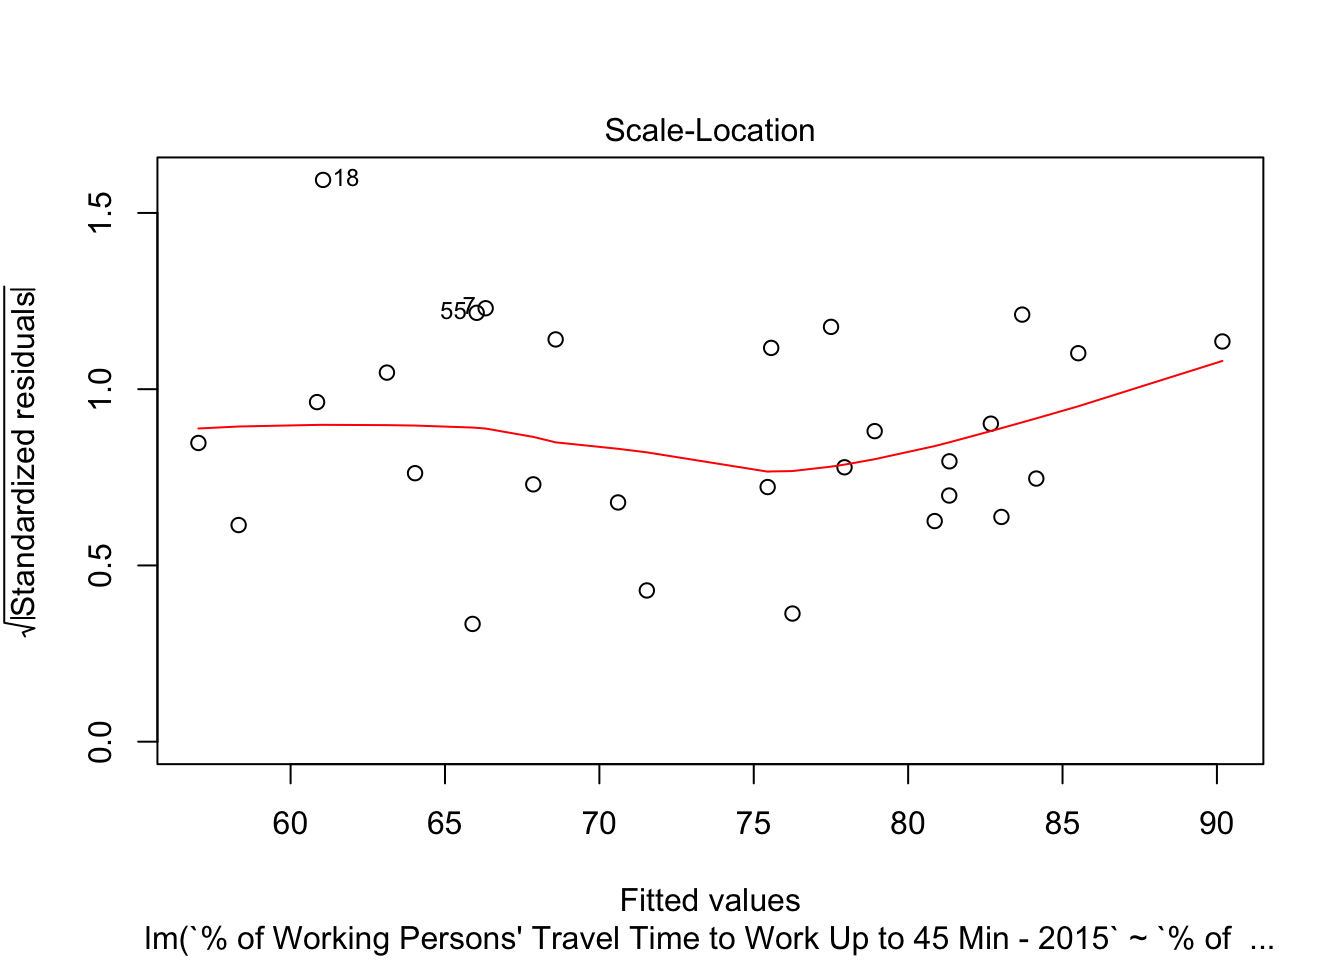 Scale-Location
√|Standardized residuals|
1.5
1.0
0.5
0.0
18
7
55
60 65 70 75 80 85 90
Fitted values
lm(`% of Working Persons' Travel Time to Work Up to 45 Min - 2015` ~ `% of ...